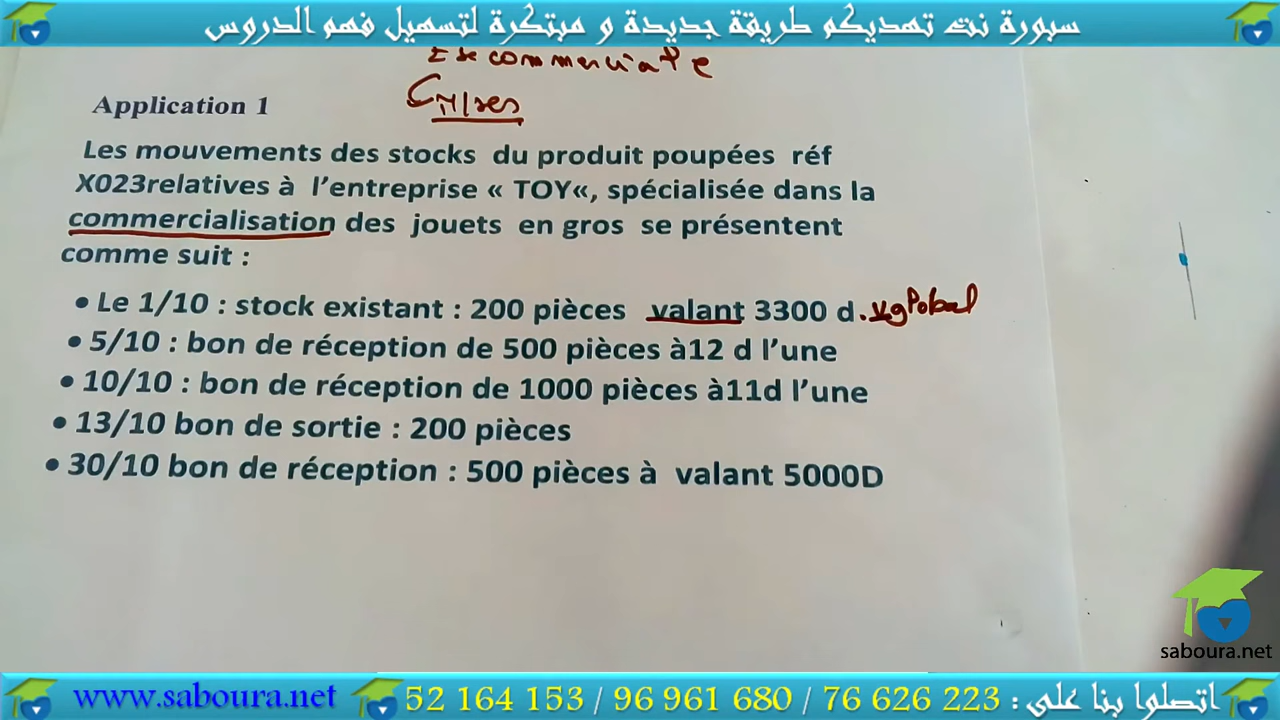 سبورة نت تهديكم طريقة جديدة و مبتكرة لتسهيل فهم الدروس
Ese commerciale
M/ses
Application 1
Les mouvements des stocks du produit poupées réf
X023relatives à l'entreprise « TOY«, spécialisée dans la
commercialisation des jouets en gros se présentent
comme suit :
• Le 1/10 : stock existant : 200 pièces valant 3300 d. v global
• 5/10 : bon de réception de 500 pièces à12 d l'une
• 10/10 : bon de réception de 1000 pièces à11d l'une
• 13/10 bon de sortie : 200 pièces
• 30/10 bon de réception : 500 pièces à valant 5000D
saboura.net
www.saboura.net 52 164 153 / 96 961 680 / 76 626 223 : اتصلوا بنا على